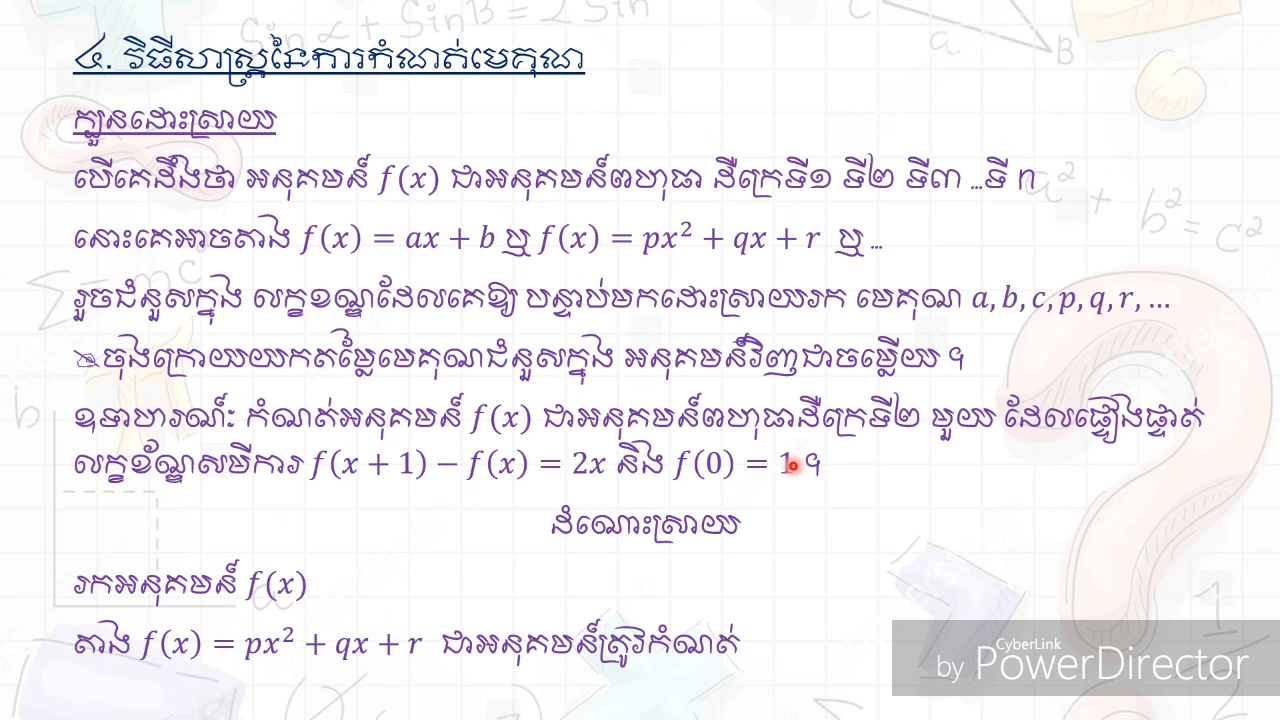 ៤. វិធីសាស្ត្រនៃការកំណត់មេគុណ
ក្បួនដោះស្រាយ
បើគេដឹងថា អនុគមន៍ f(x) ជាអនុគមន៍ពហុធា ដឺក្រេទី១ ទី២ ទី៣ ...ទី n
នោះគេអាចតាង f(x) = ax + b ឬ f(x) = px² + qx + r ឬ ...
រួចជំនួសក្នុង លក្ខខណ្ឌដែលគេឱ្យ បន្ទាប់មកដោះស្រាយរក មេគុណ a, b, c, p, q, r, ...
✍ចុងក្រោយយកតម្លៃមេគុណជំនួសក្នុង អនុគមន៍វិញជាចម្លើយ ។
ឧទាហរណ៍ៈ កំណត់អនុគមន៍ f(x) ជាអនុគមន៍ពហុធាដឺក្រេទី២ មួយ ដែលផ្ទៀងផ្ទាត់
លក្ខខ័ណ្ឌសមីការ f(x + 1) − f(x) = 2x និង f(0) = 1 ។
ដំណោះស្រាយ
រកអនុគមន៍ f(x)
តាង f(x) = px² + qx + r ជាអនុគមន៍ត្រូវកំណត់
CyberLink
by PowerDirector